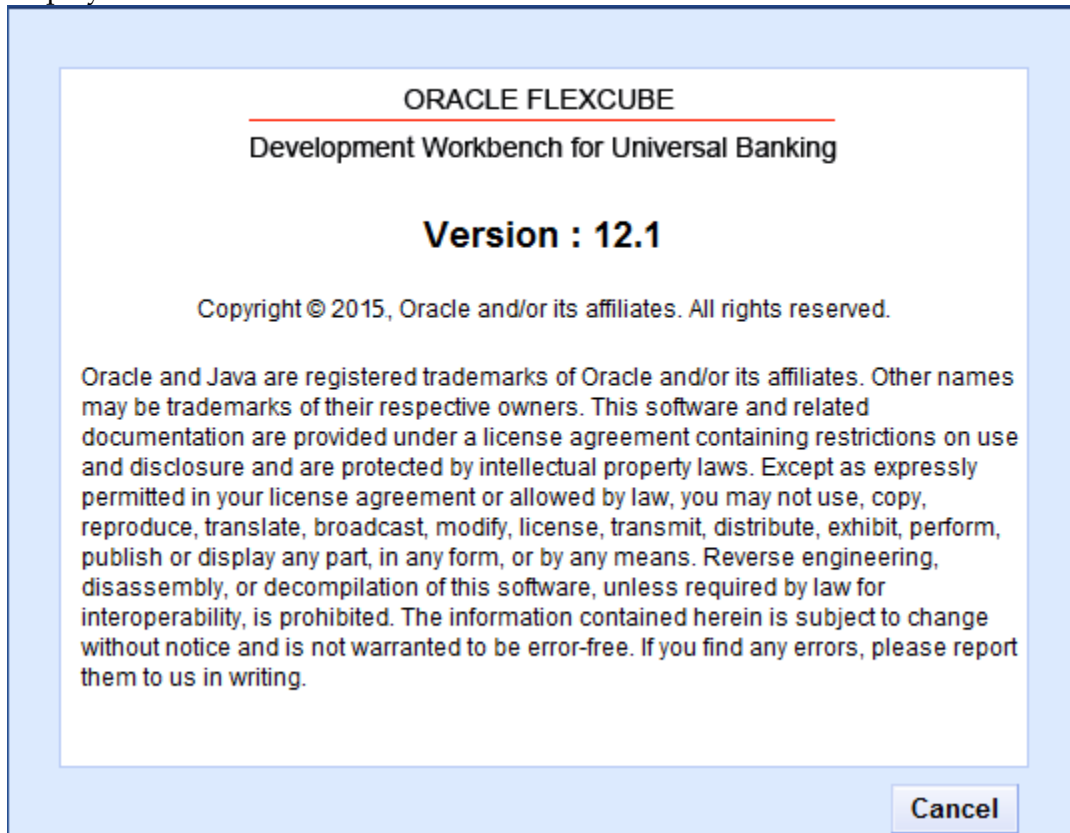 ORACLE FLEXCUBE
Development Workbench for Universal Banking
Version : 12.1
Copyright © 2015., Oracle and/or its affiliates. All rights reserved.
Oracle and Java are registered trademarks of Oracle and/or its affiliates. Other names
may be trademarks of their respective owners. This software and related
documentation are provided under a license agreement containing restrictions on use
and disclosure and are protected by intellectual property laws. Except as expressly
permitted in your license agreement or allowed by law, you may not use, copy,
reproduce, translate, broadcast, modify, license, transmit, distribute, exhibit, perform,
publish or display any part, in any form, or by any means. Reverse engineering,
disassembly, or decompilation of this software, unless required by law for
interoperability, is prohibited. The information contained herein is subject to change
without notice and is not warranted to be error-free. If you find any errors, please report
them to us in writing.
Cancel